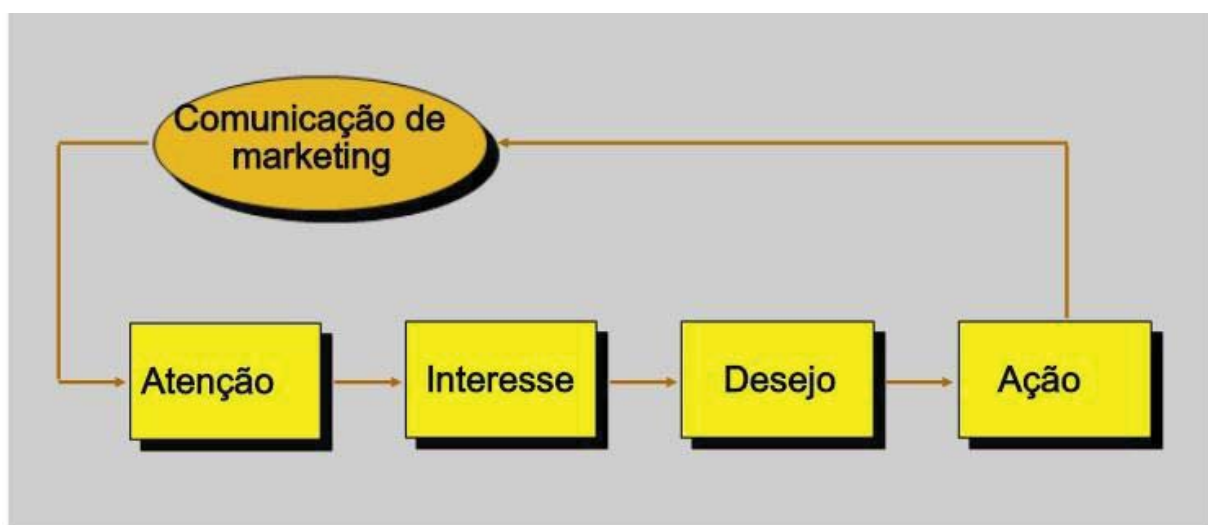 Comunicação de
marketing
Atenção
Interesse
Desejo
Ação